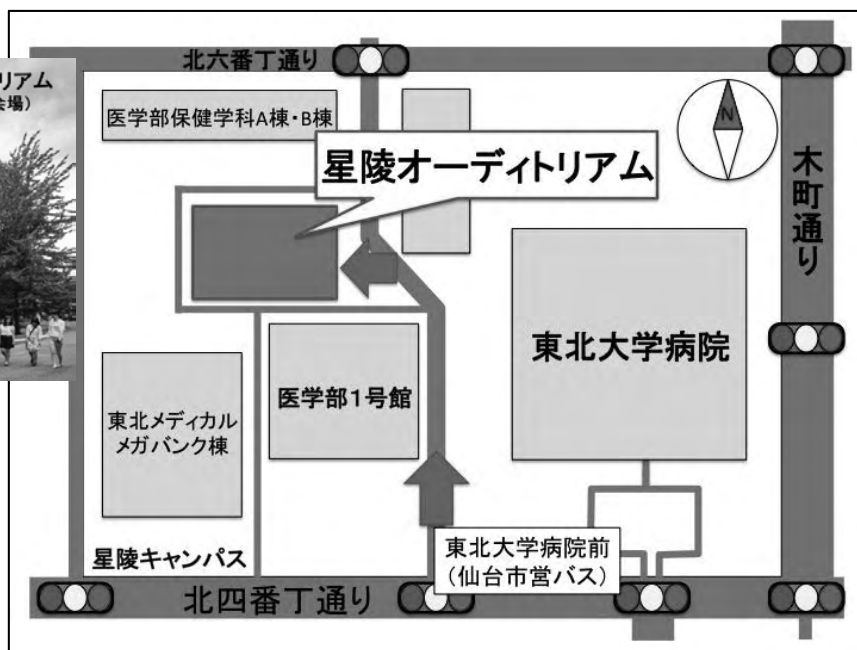 北六番丁通り
リアム
会場）
医学部保健学科A棟・B棟
N
星陵オーディトリアム
木町通り
東北大学病院
医学部１号館
東北メディカル
メガバンク棟
東北大学病院前
（仙台市営バス）
星陵キャンパス
北四番丁通り